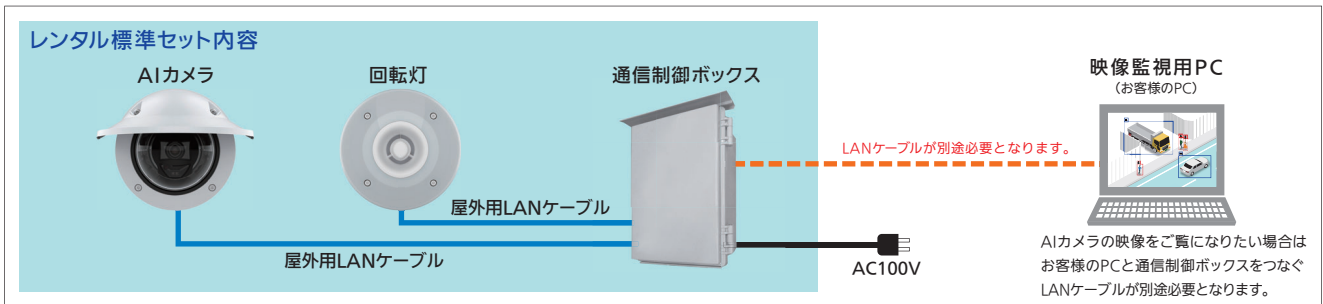 レンタル標準セット内容
AIカメラ
回転灯
通信制御ボックス
映像監視用PC
(お客様のPC)
LANケーブルが別途必要となります。
屋外用LANケーブル
屋外用LANケーブル
AC100V
AIカメラの映像をご覧になりたい場合は
お客様のPCと通信制御ボックスをつなぐ
LANケーブルが別途必要となります。